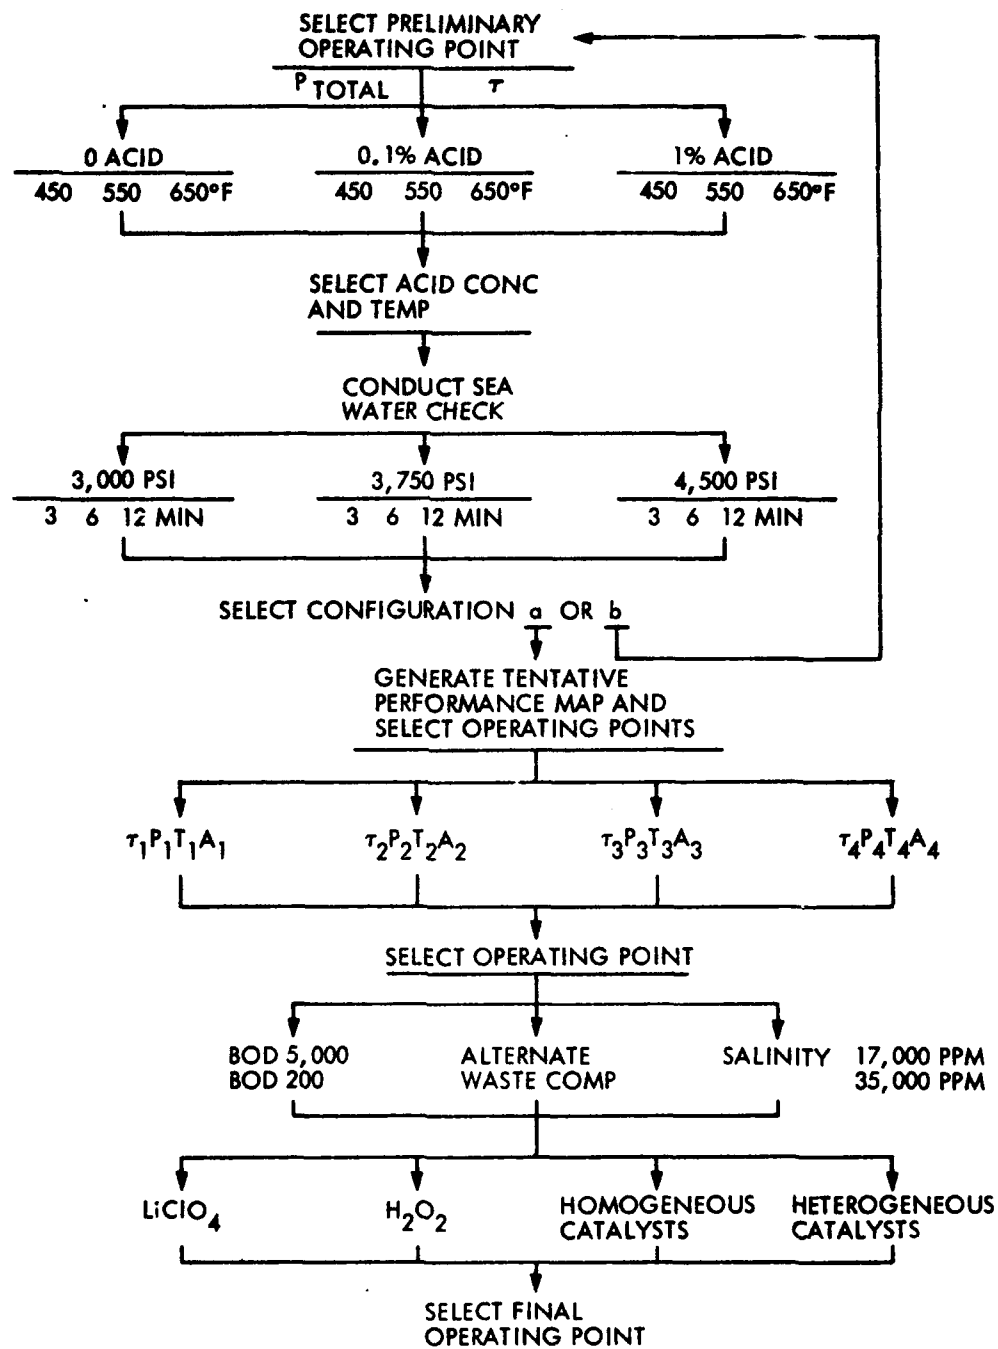 SELECT PRELIMINARY
OPERATING POINT
P TOTAL τ
0 ACID 0.1% ACID 1% ACID
450 550 650°F 450 550 650°F 450 550 650°F
SELECT ACID CONC
AND TEMP
CONDUCT SEA
WATER CHECK
3,000 PSI 3,750 PSI 4,500 PSI
3 6 12 MIN 3 6 12 MIN 3 6 12 MIN
SELECT CONFIGURATION a OR b
GENERATE TENTATIVE
PERFORMANCE MAP AND
SELECT OPERATING POINTS
τ₁P₁T₁A₁ τ₂P₂T₂A₂ τ₃P₃T₃A₃ τ₄P₄T₄A₄
SELECT OPERATING POINT
BOD 5,000 ALTERNATE SALINITY 17,000 PPM
BOD 200 WASTE COMP 35,000 PPM
LiClO₄ H₂O₂ HOMOGENEOUS HETEROGENEOUS
CATALYSTS CATALYSTS
SELECT FINAL
OPERATING POINT